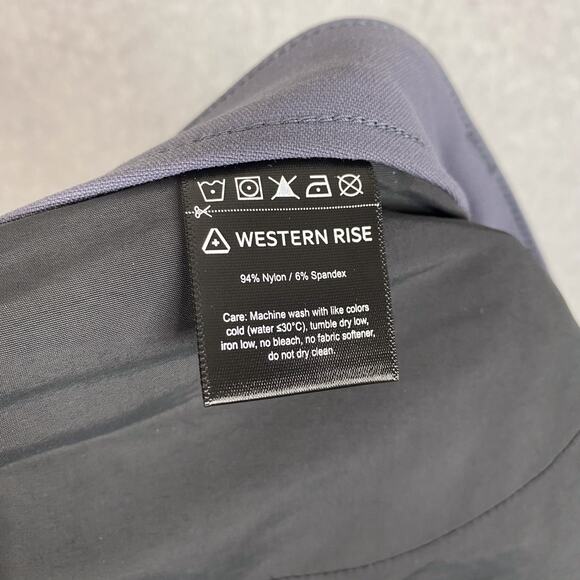 WESTERN RISE
94% Nylon / 6% Spandex
Care: Machine wash with like colors
cold (water ≤30°C), tumble dry low,
iron low, no bleach, no fabric softener,
do not dry clean.